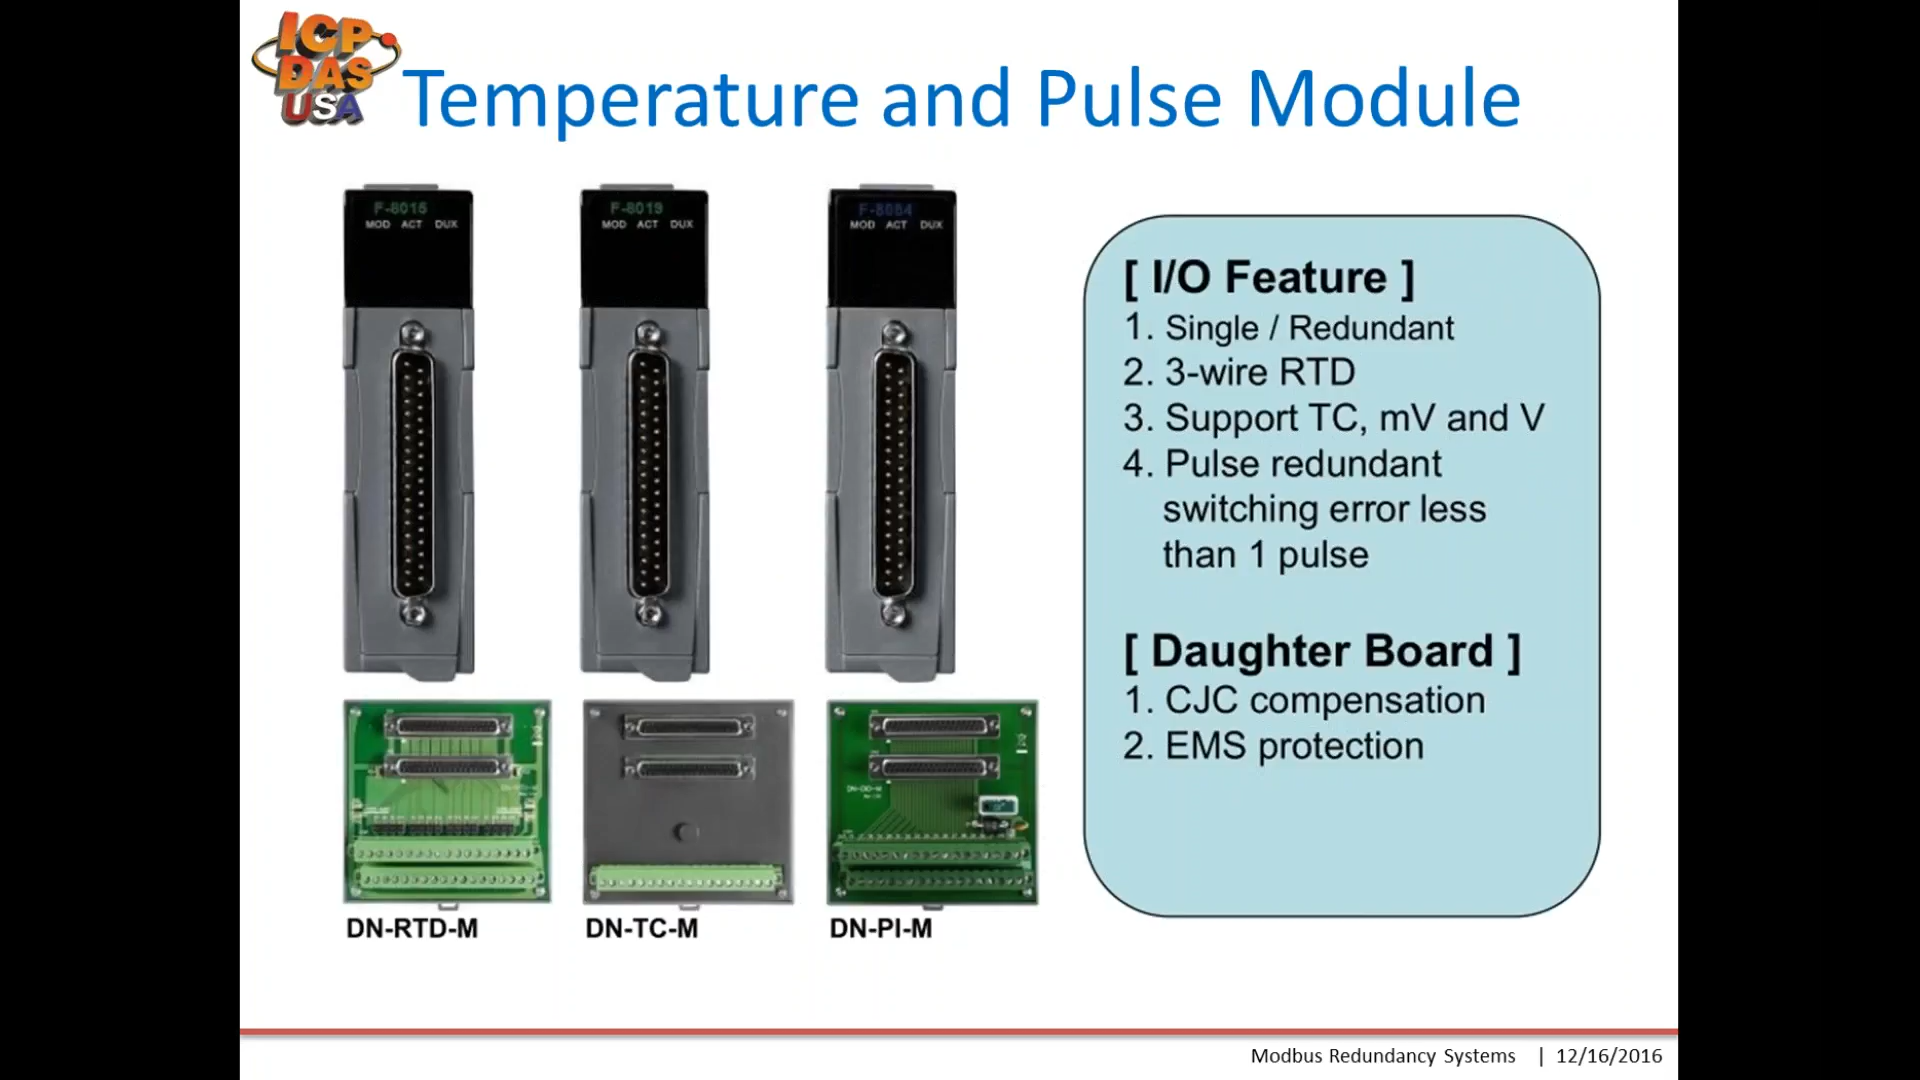 ICP
DAS
USA
Temperature and Pulse Module
F-8015
MOD ACT DUX
F-8019
MOD ACT DUX
F-8084
MOD ACT DUX
[ I/O Feature ]
1. Single / Redundant
2. 3-wire RTD
3. Support TC, mV and V
4. Pulse redundant
switching error less
than 1 pulse
[ Daughter Board ]
1. CJC compensation
2. EMS protection
DN-RTD-M
DN-TC-M
DN-PI-M
Modbus Redundancy Systems | 12/16/2016